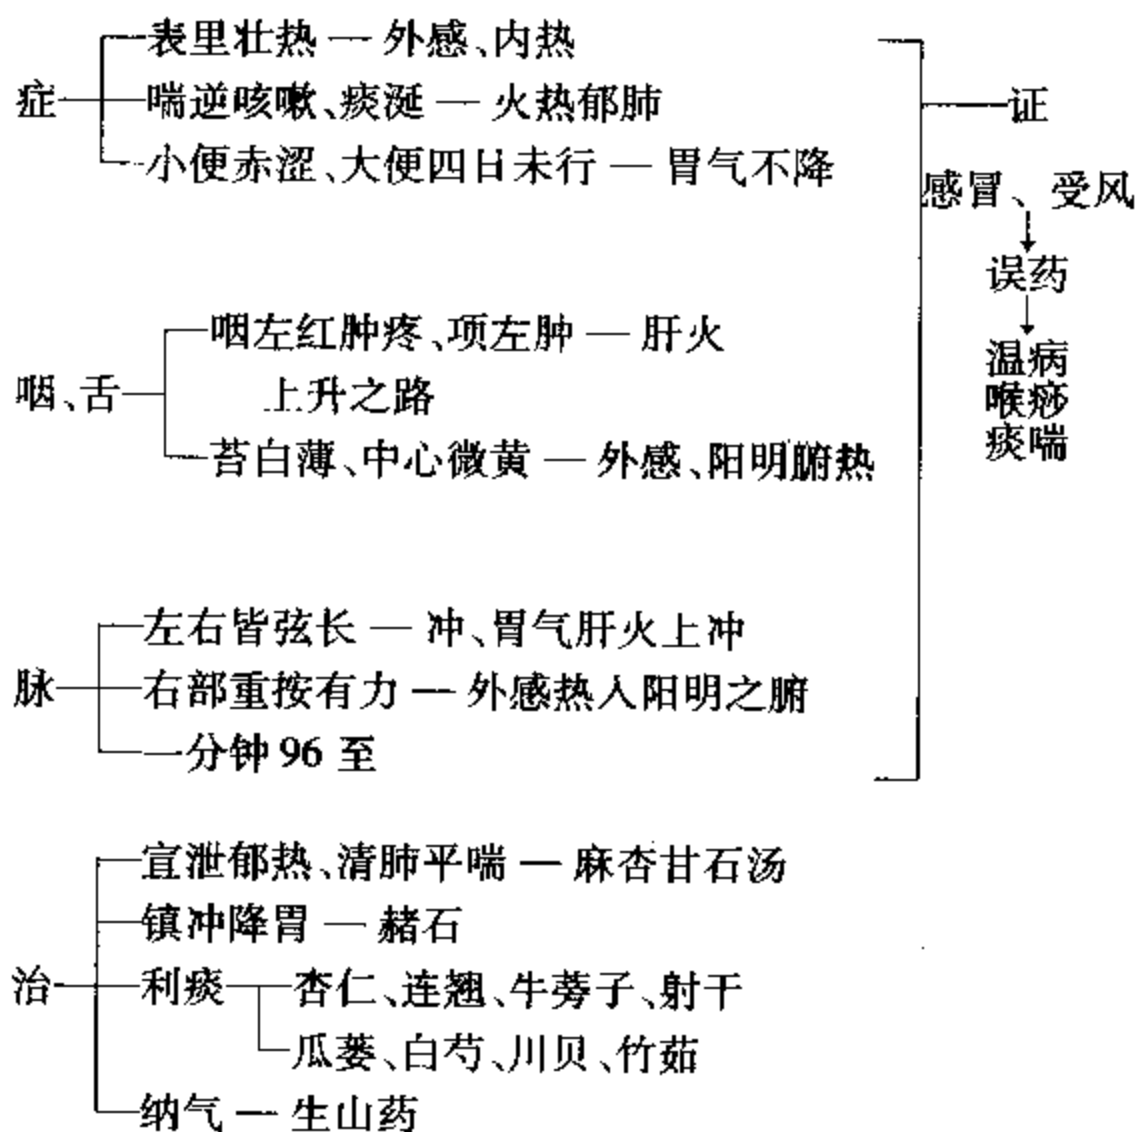 症
表里壮热 — 外感、内热
喘逆咳嗽、痰涎 — 火热郁肺
小便赤涩、大便四日未行 — 胃气不降
咽、舌
咽左红肿疼、项左肿 — 肝火
上升之路
苔白薄、中心微黄 — 外感、阳明腑热
脉
左右皆弦长 — 冲、胃气肝火上冲
右部重按有力 — 外感热入阳明之腑
一分钟 96 至
证
感冒、受风
误药
温病
喉痧
痰喘
治
宣泄郁热、清肺平喘 — 麻杏甘石汤
镇冲降胃 — 赭石
利痰
杏仁、连翘、牛蒡子、射干
瓜蒌、白芍、川贝、竹茹
纳气 — 生山药